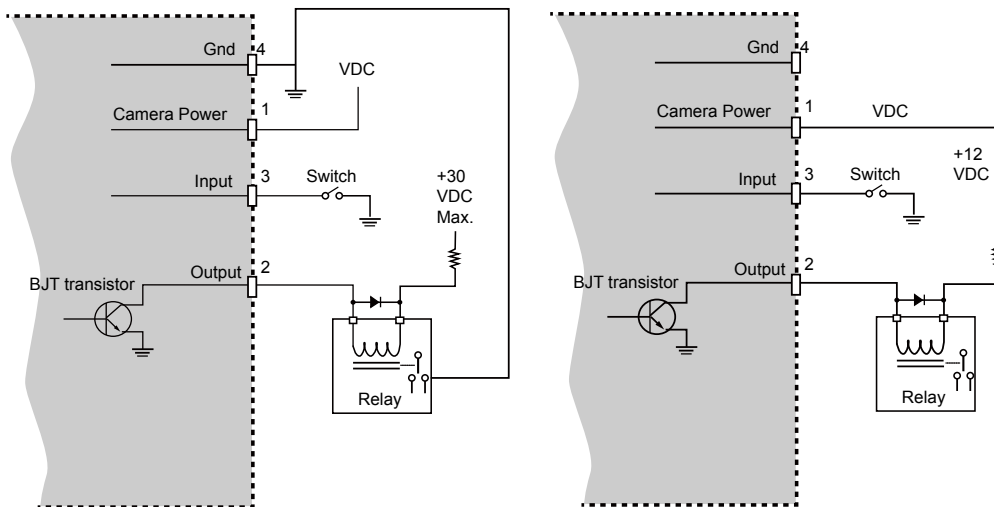 Gnd 4
VDC
Camera Power 1
Input 3 Switch
+30
VDC
Max.
Output 2
BJT transistor
Relay
Gnd 4
Camera Power 1 VDC
+12
VDC
Input 3 Switch
Output 2
BJT transistor
Relay